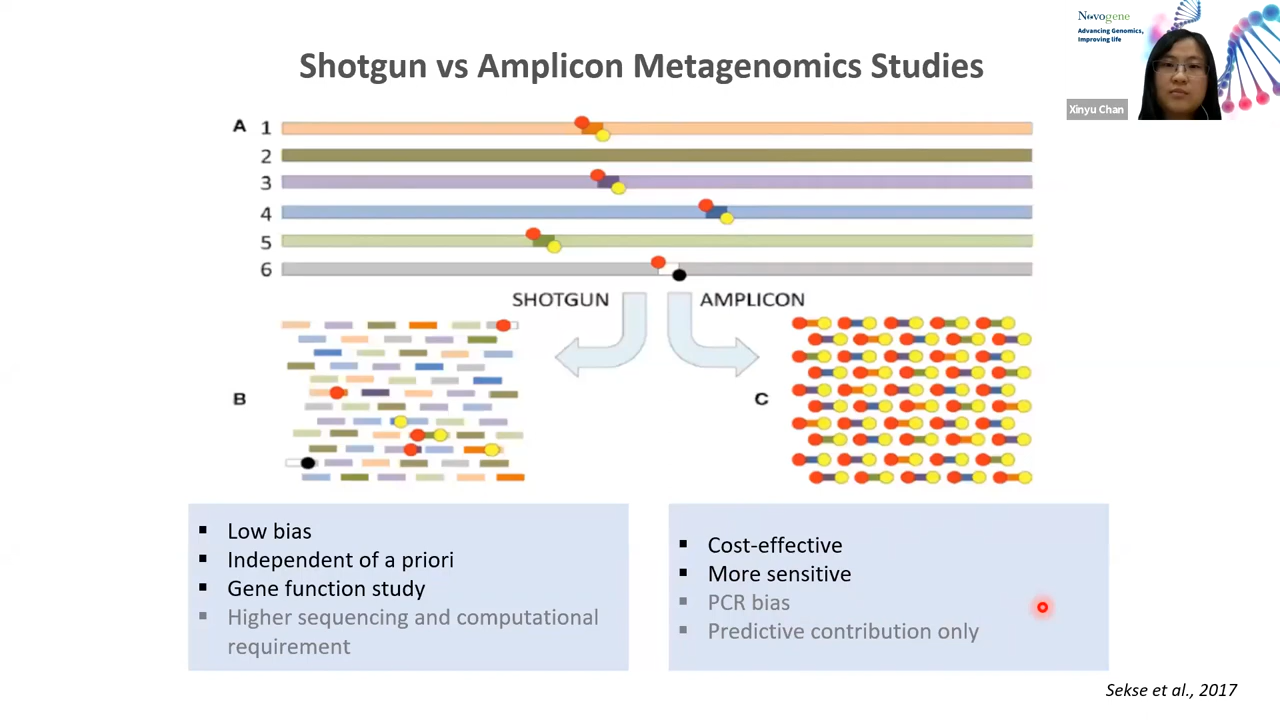 Novogene
Advancing Genomics,
Improving life
Xinyu Chan
Shotgun vs Amplicon Metagenomics Studies
A
1
2
3
4
5
6
SHOTGUN
AMPLICON
B
C
▪ Low bias
▪ Independent of a priori
▪ Gene function study
▪ Higher sequencing and computational
requirement
▪ Cost-effective
▪ More sensitive
▪ PCR bias
▪ Predictive contribution only
Sekse et al., 2017